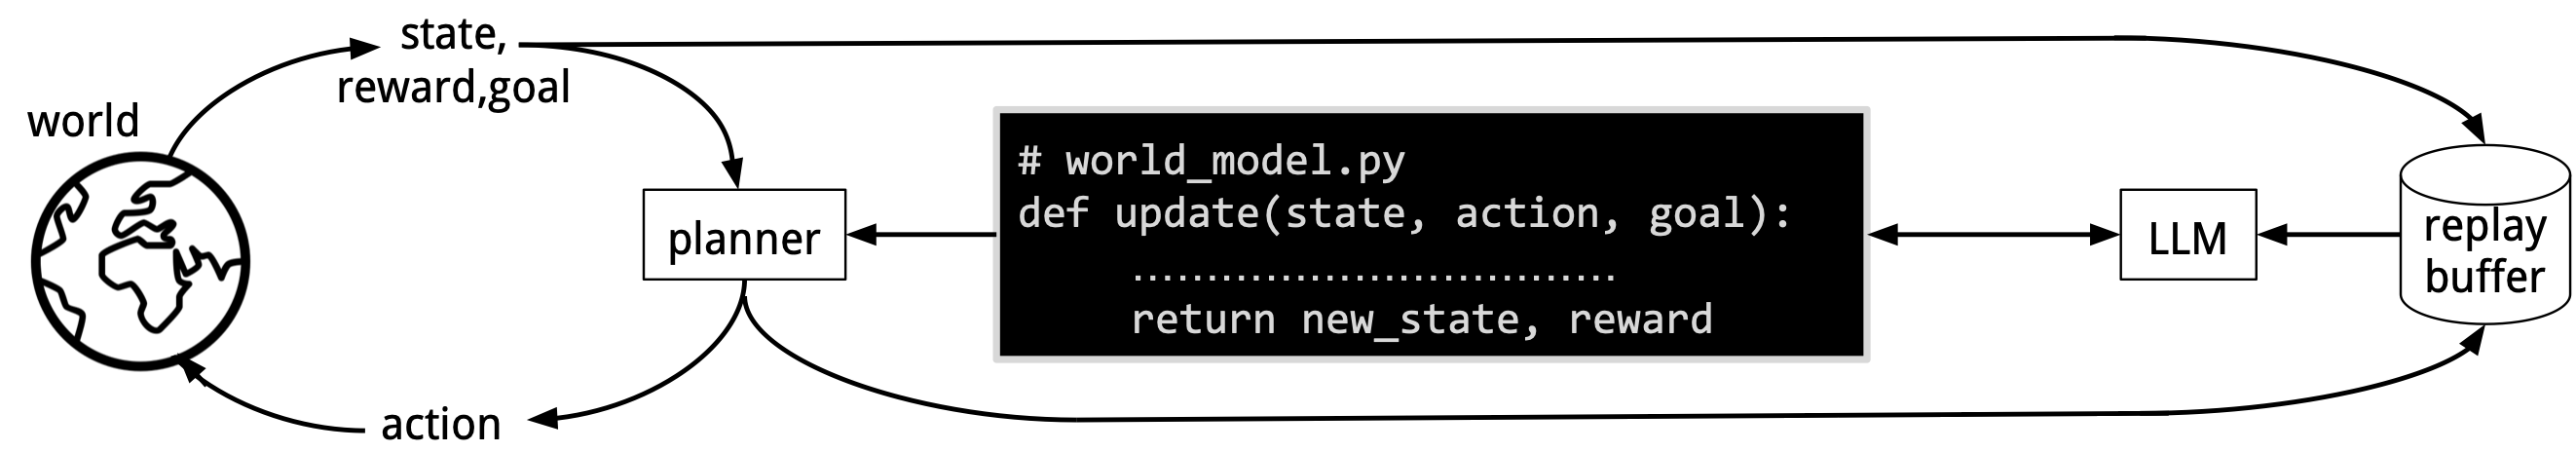 state,
reward,goal
world
# world_model.py
def update(state, action, goal):
................................
return new_state, reward
planner
LLM
replay
buffer
action